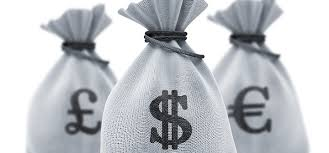 £ $ €